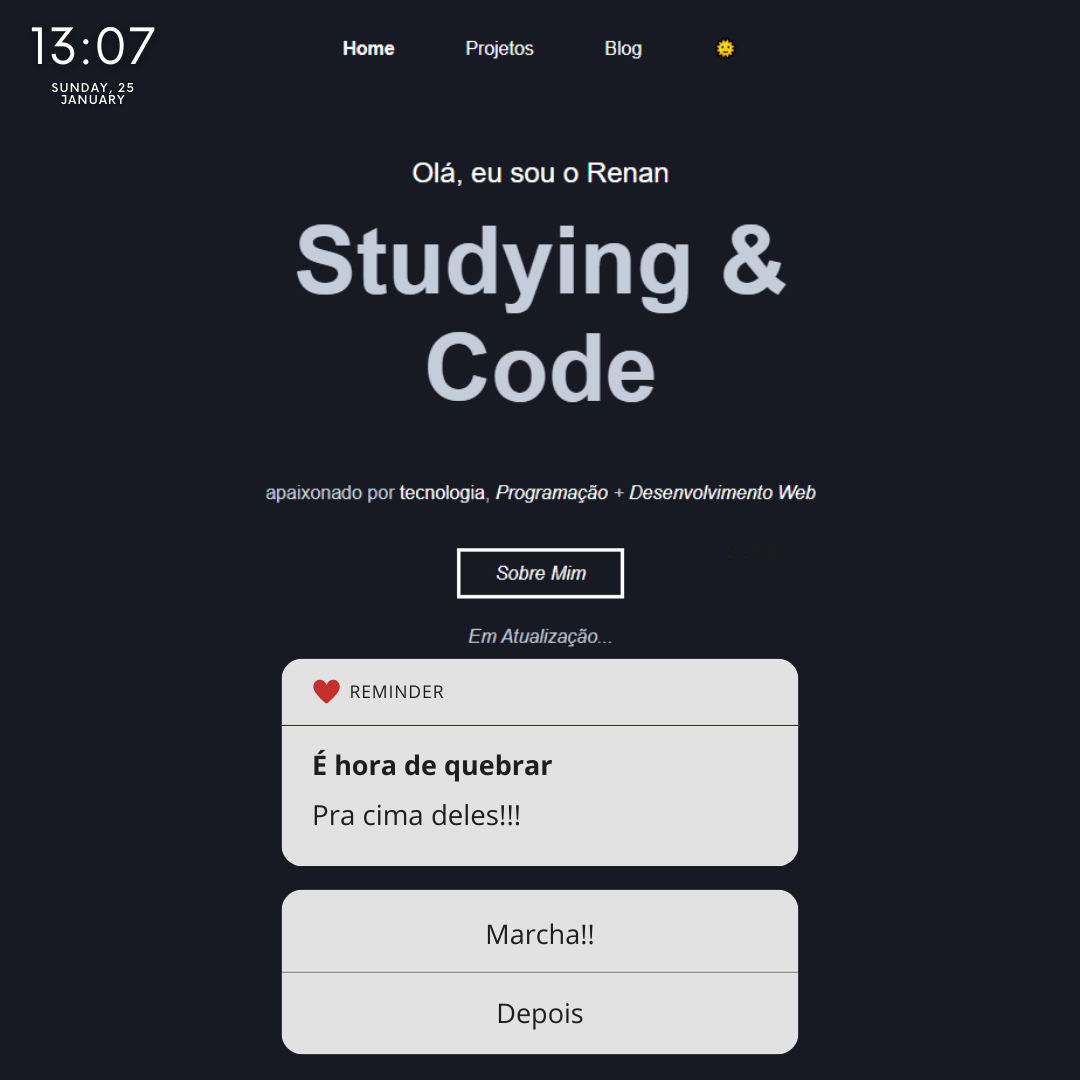 13:07
SUNDAY, 25
JANUARY
Home Projetos Blog
Olá, eu sou o Renan
Studying &
Code
apaixonado por tecnologia, Programação + Desenvolvimento Web
Sobre Mim
Em Atualização...
REMINDER
É hora de quebrar
Pra cima deles!!!
Marcha!!
Depois